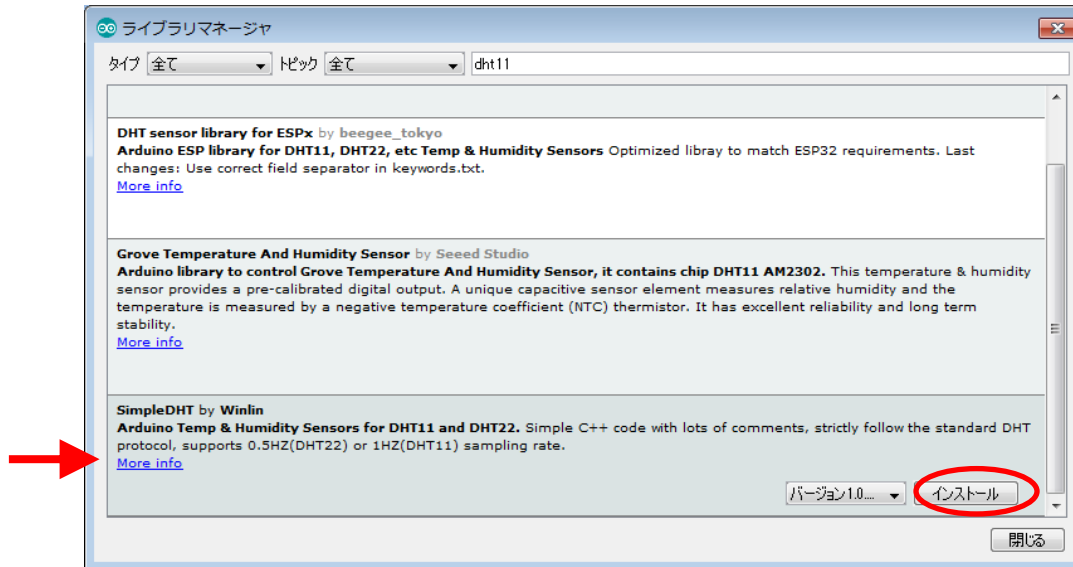 ライブラリマネージャ
タイプ 全て トピック 全て dht11
DHT sensor library for ESPx by beegee_tokyo
Arduino ESP library for DHT11, DHT22, etc Temp & Humidity Sensors Optimized libray to match ESP32 requirements. Last
changes: Use correct field separator in keywords.txt.
More info
Grove Temperature And Humidity Sensor by Seeed Studio
Arduino library to control Grove Temperature And Humidity Sensor, it contains chip DHT11 AM2302. This temperature & humidity
sensor provides a pre-calibrated digital output. A unique capacitive sensor element measures relative humidity and the
temperature is measured by a negative temperature coefficient (NTC) thermistor. It has excellent reliability and long term
stability.
More info
SimpleDHT by Winlin
Arduino Temp & Humidity Sensors for DHT11 and DHT22. Simple C++ code with lots of comments, strictly follow the standard DHT
protocol, supports 0.5HZ(DHT22) or 1HZ(DHT11) sampling rate.
More info
バージョン1.0.... インストール
閉じる